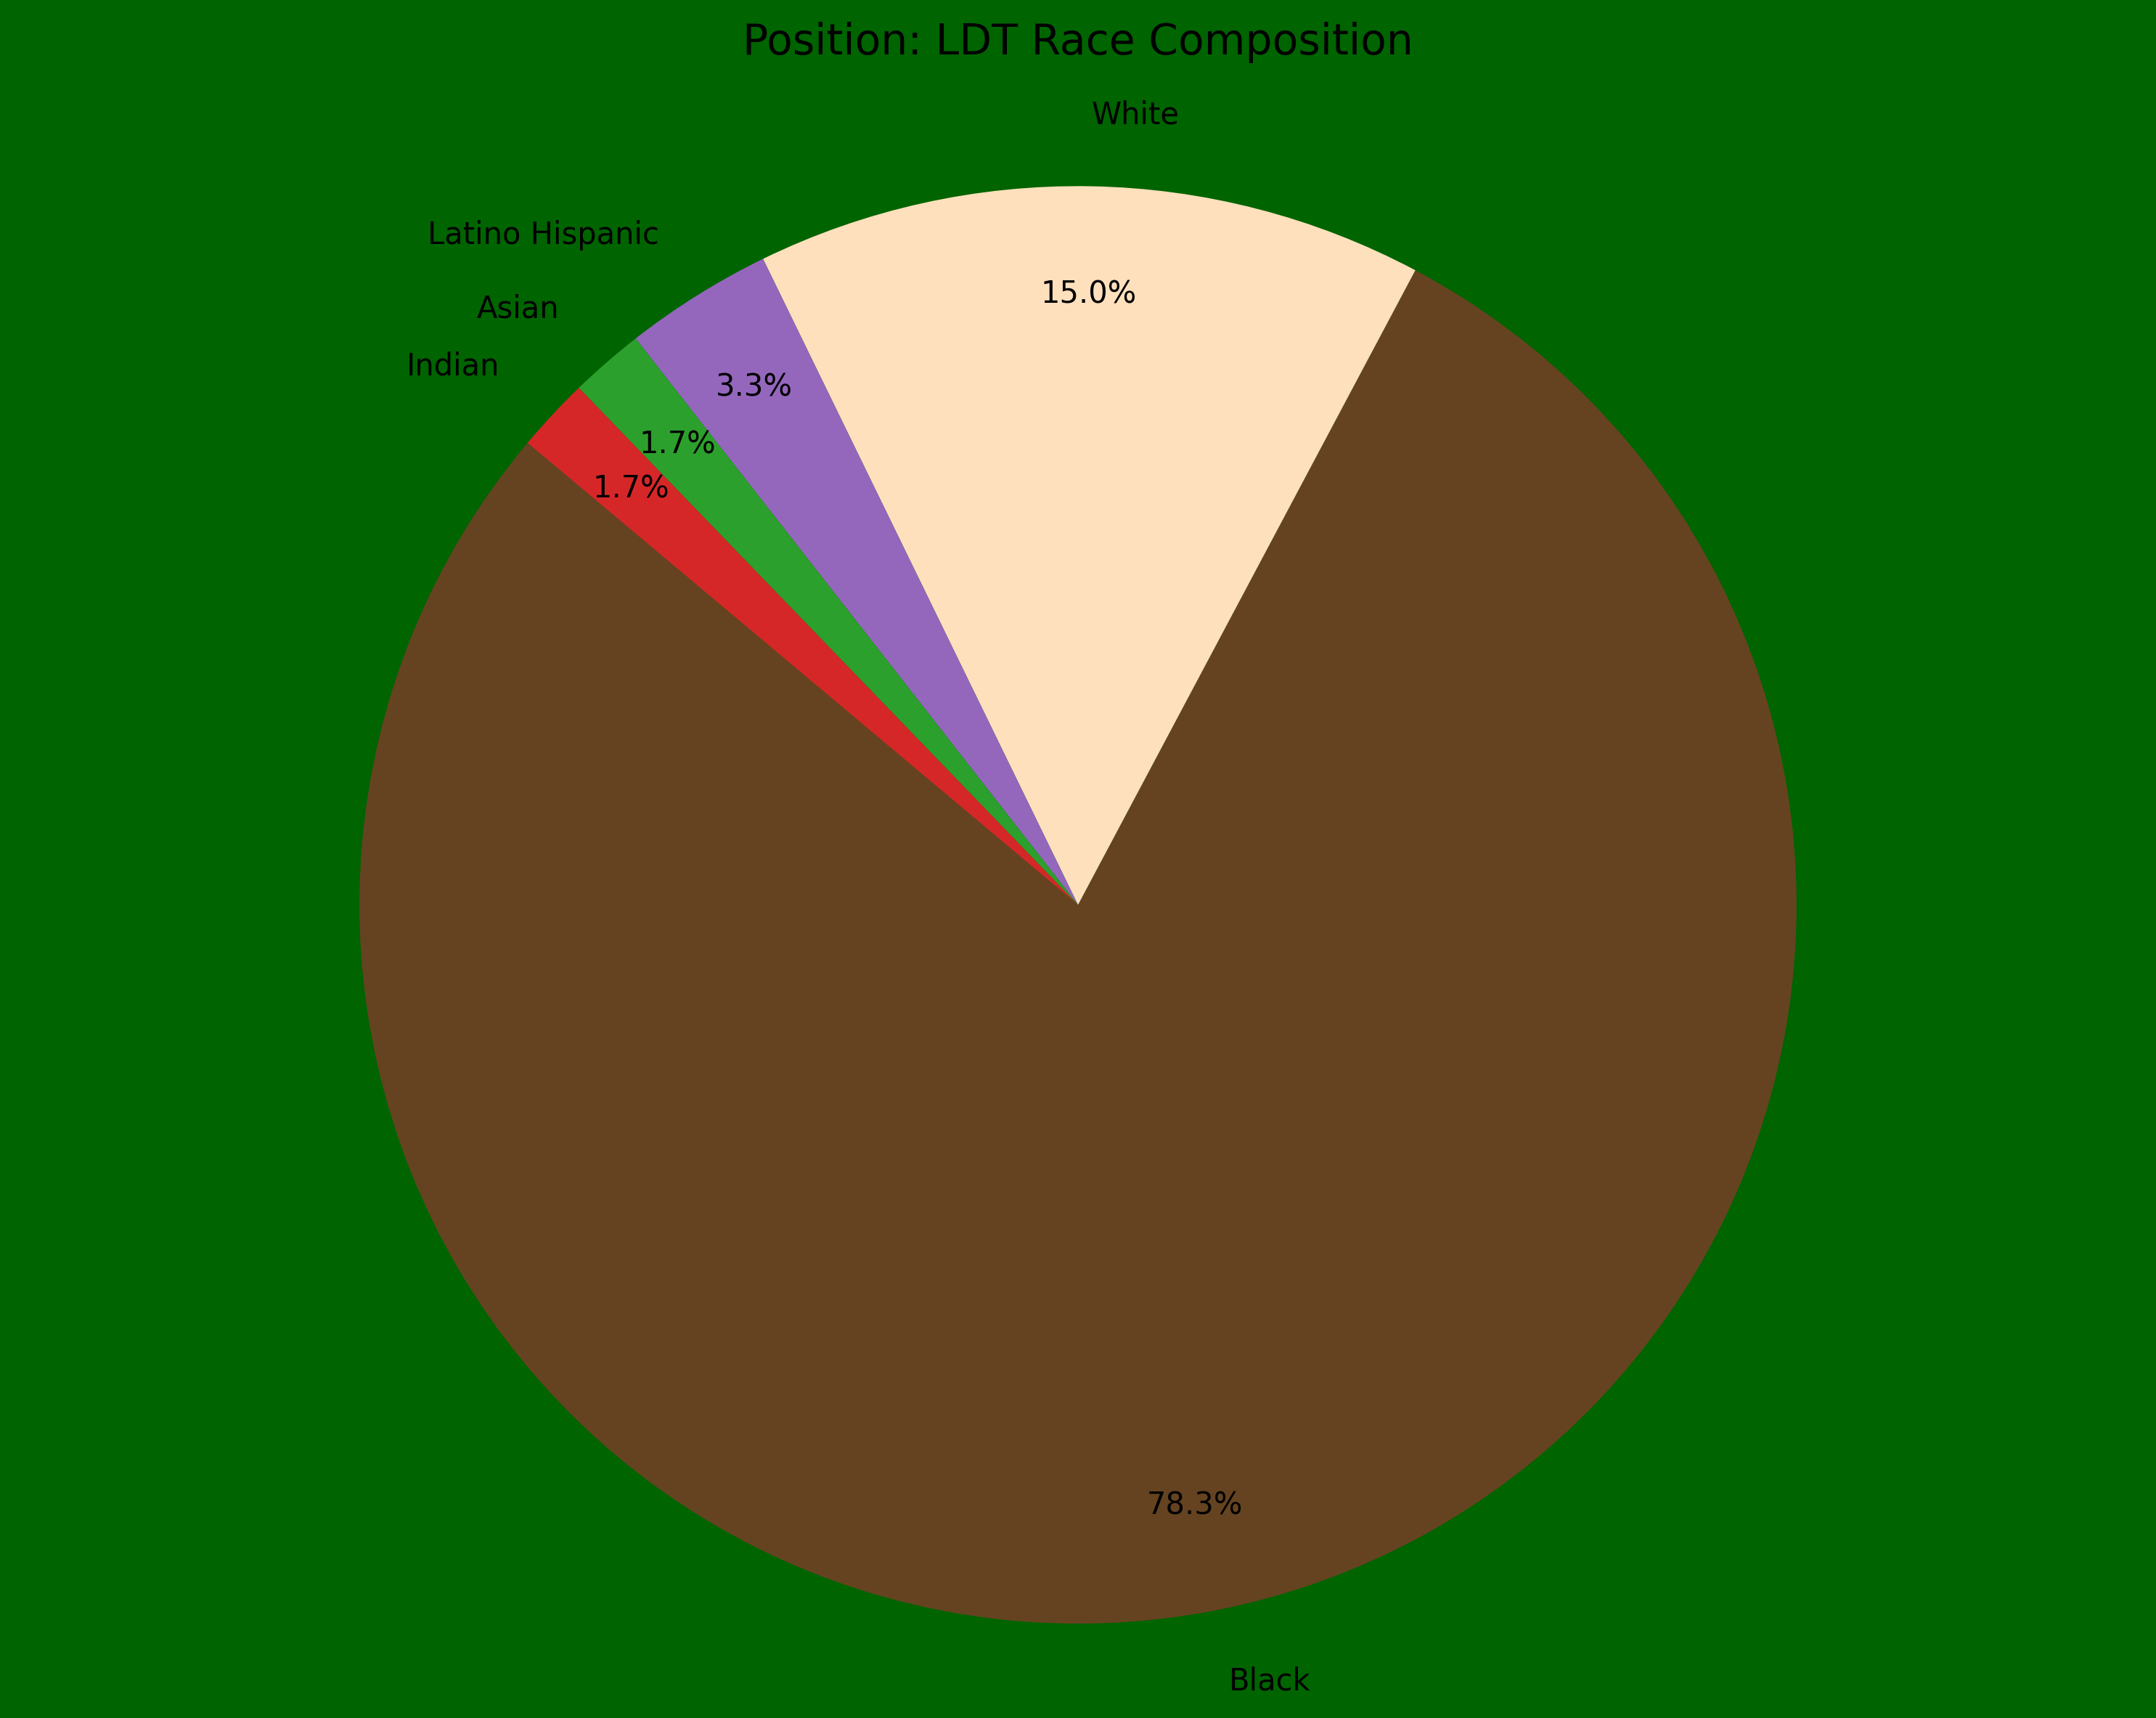 Position: LDT Race Composition
White
Latino Hispanic
Asian
Indian
15.0%
3.3%
1.7%
1.7%
78.3%
Black